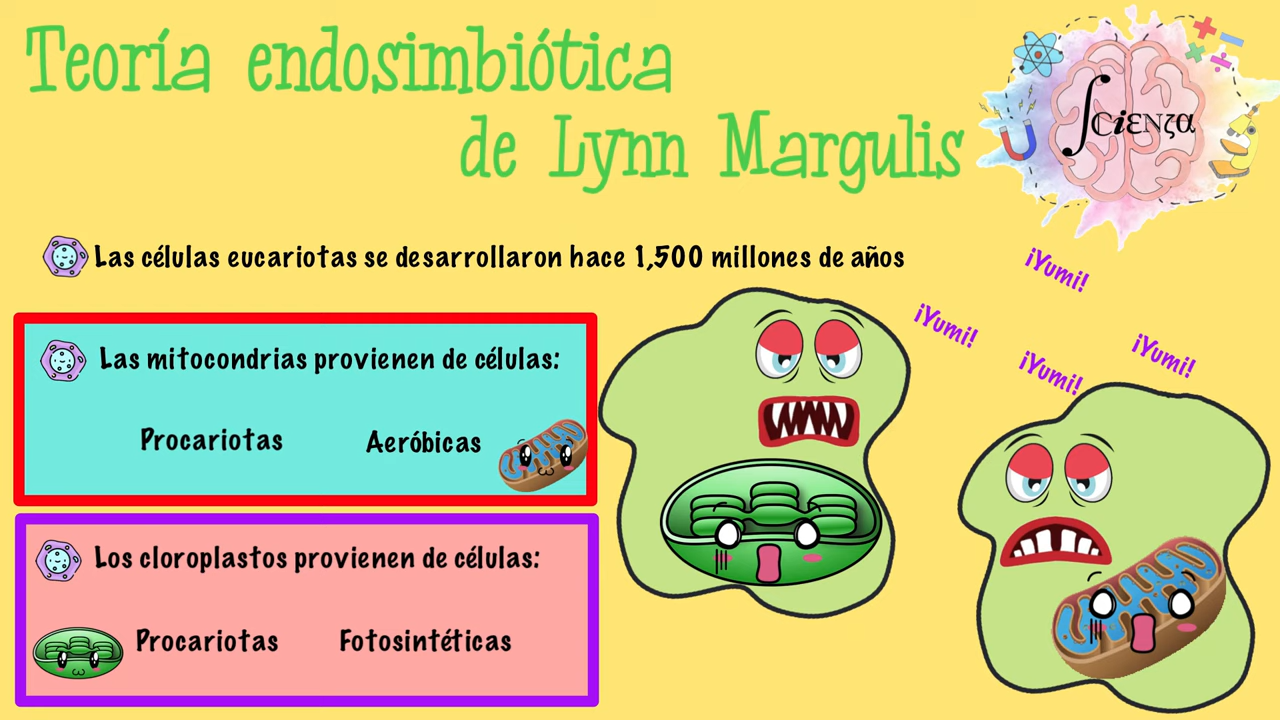 Teoría endosimbiótica
de Lynn Margulis
∫CiENζα
Las células eucariotas se desarrollaron hace 1,500 millones de años
¡Yumi!
¡Yumi!
¡Yumi!
¡Yumi!
Las mitocondrias provienen de células:
Procariotas Aeróbicas
Los cloroplastos provienen de células:
Procariotas Fotosintéticas